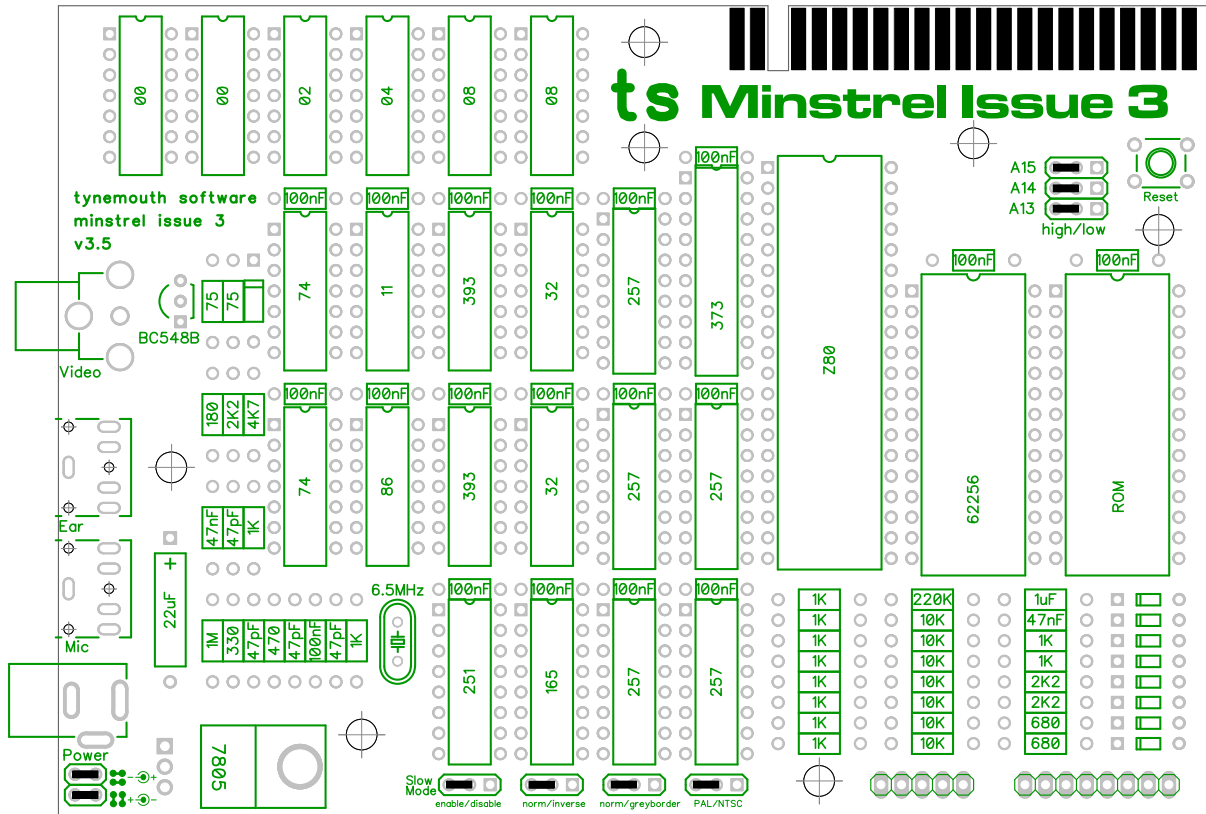 00 00 02 04 08 08
ts Minstrel Issue 3
tynemouth software
minstrel issue 3
v3.5
100nF
A15
A14
A13
high/low
Reset
100nF 100nF 100nF 100nF 100nF
74 11 393 32 257 373
Z80
100nF 100nF
62256
ROM
75 75
BC548B
Video
180 2K2 4K7
100nF 100nF 100nF 100nF 100nF 100nF
74 86 393 32 257 257
Ear
47nF 47pF 1K
+
22uF
Mic
6.5MHz
1M 330 47pF 470 47pF 100nF 47pF 1K
100nF 100nF 100nF 100nF
251 165 257 257
1K 220K 1uF
1K 10K 47nF
1K 10K 1K
1K 10K 1K
1K 10K 2K2
1K 10K 2K2
1K 10K 680
1K 10K 680
Power
- +
+ -
7805
Slow
Mode
enable/disable norm/inverse norm/greyborder PAL/NTSC